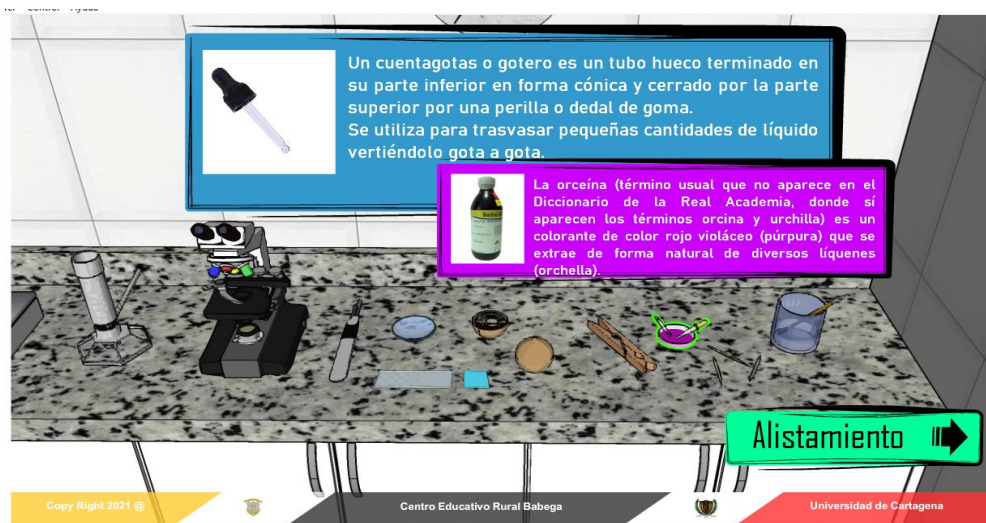 Un cuentagotas o gotero es un tubo hueco terminado en
su parte inferior en forma cónica y cerrado por la parte
superior por una perilla o dedal de goma.
Se utiliza para trasvasar pequeñas cantidades de líquido
vertiéndolo gota a gota.
La orceína (término usual que no aparece en el
Diccionario de la Real Academia, donde sí
aparecen los términos orcina y urchilla) es un
colorante de color rojo violáceo (púrpura) que se
extrae de forma natural de diversos líquenes
(orchella).
Alistamiento
Copy Right 2021 @
Centro Educativo Rural Babega
Universidad de Cartagena